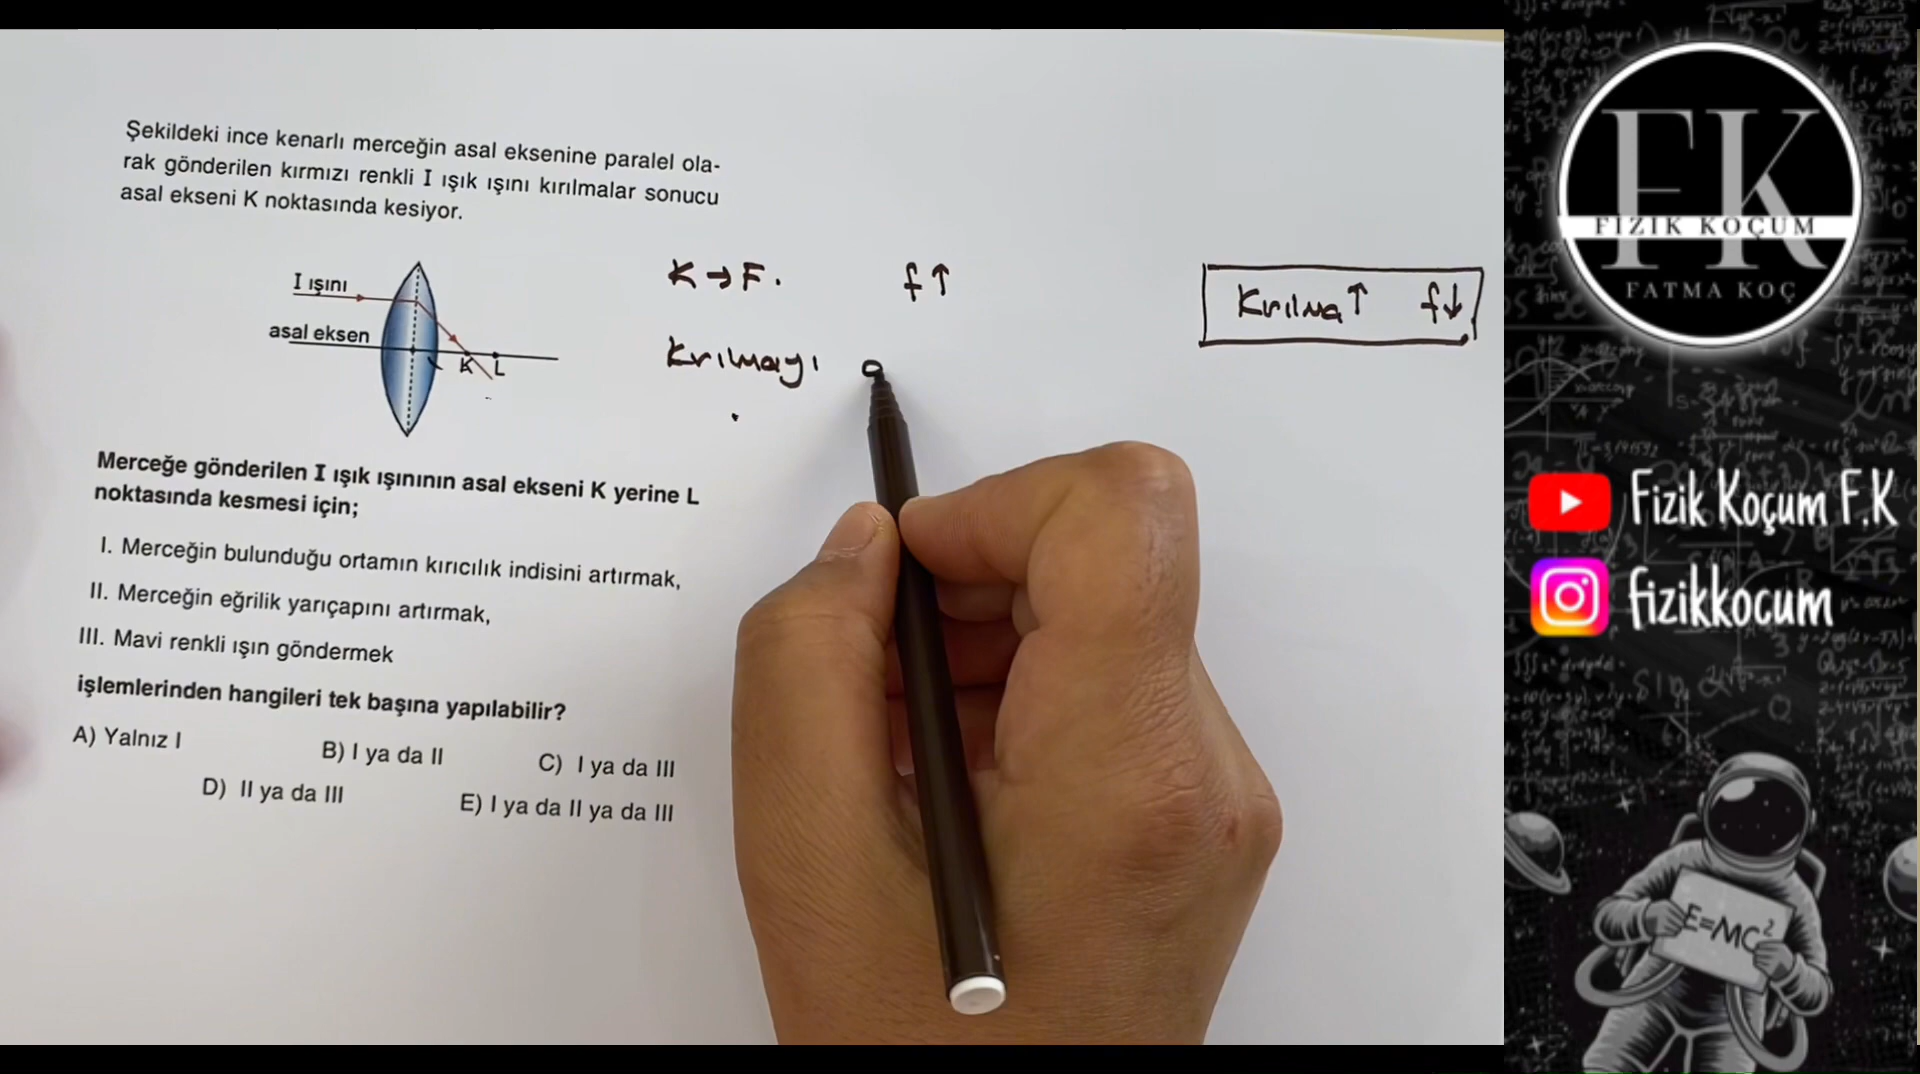 Şekildeki ince kenarlı merceğin asal eksenine paralel ola-
rak gönderilen kırmızı renkli I ışık ışını kırılmalar sonucu
asal ekseni K noktasında kesiyor.
I ışını
asal eksen
K L
K → F.
f↑
Kırılma↑ f↓
Kırılmayı
Merceğe gönderilen I ışık ışınının asal ekseni K yerine L
noktasında kesmesi için;
I. Merceğin bulunduğu ortamın kırıcılık indisini artırmak,
II. Merceğin eğrilik yarıçapını artırmak,
III. Mavi renkli ışın göndermek
işlemlerinden hangileri tek başına yapılabilir?
A) Yalnız I
B) I ya da II
C) I ya da III
D) II ya da III
E) I ya da II ya da III
FK
FIZIK KOÇUM
FATMA KOÇ
Fizik Koçum F.K
fizikkocum
E=MC²